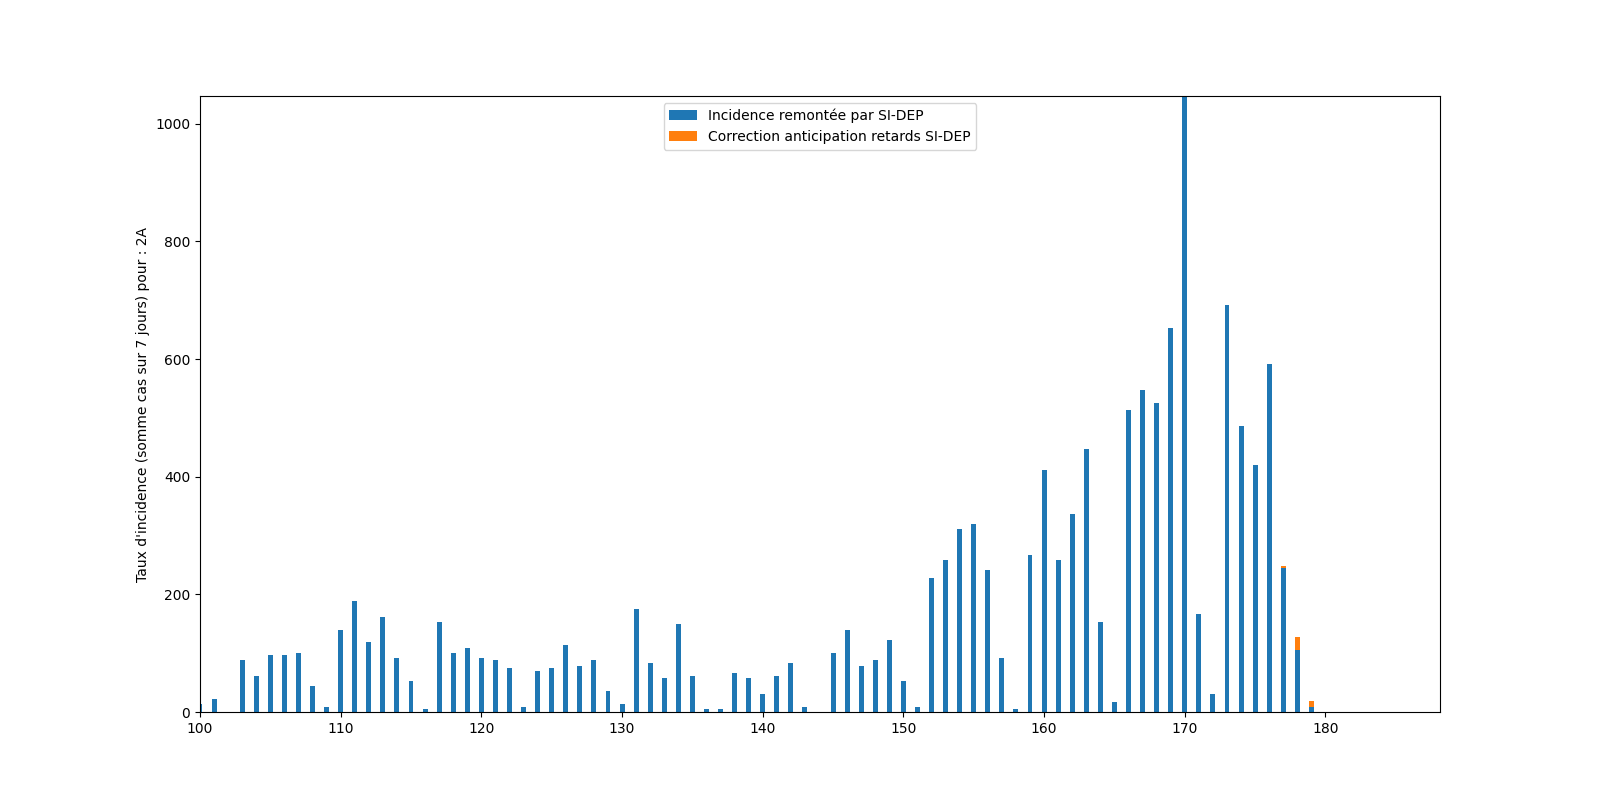 Incidence remontée par SI-DEP
Correction anticipation retards SI-DEP
Taux d'incidence (somme cas sur 7 jours) pour : 2A
1000
800
600
400
200
0
100 110 120 130 140 150 160 170 180